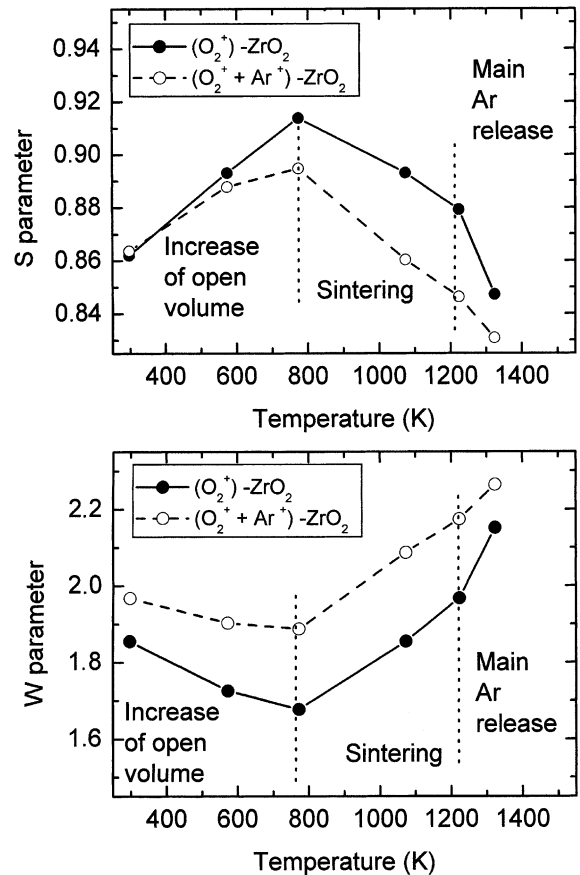 0.94
0.92
0.90
0.88
0.86
0.84
S parameter
(O₂⁺) -ZrO₂
(O₂⁺ + Ar⁺) -ZrO₂
Main
Ar
release
Increase
of open
volume
Sintering
400 600 800 1000 1200 1400
Temperature (K)
2.2
2.0
1.8
1.6
W parameter
(O₂⁺) -ZrO₂
(O₂⁺ + Ar⁺) -ZrO₂
Increase
of open
volume
Sintering
Main
Ar
release
400 600 800 1000 1200 1400
Temperature (K)